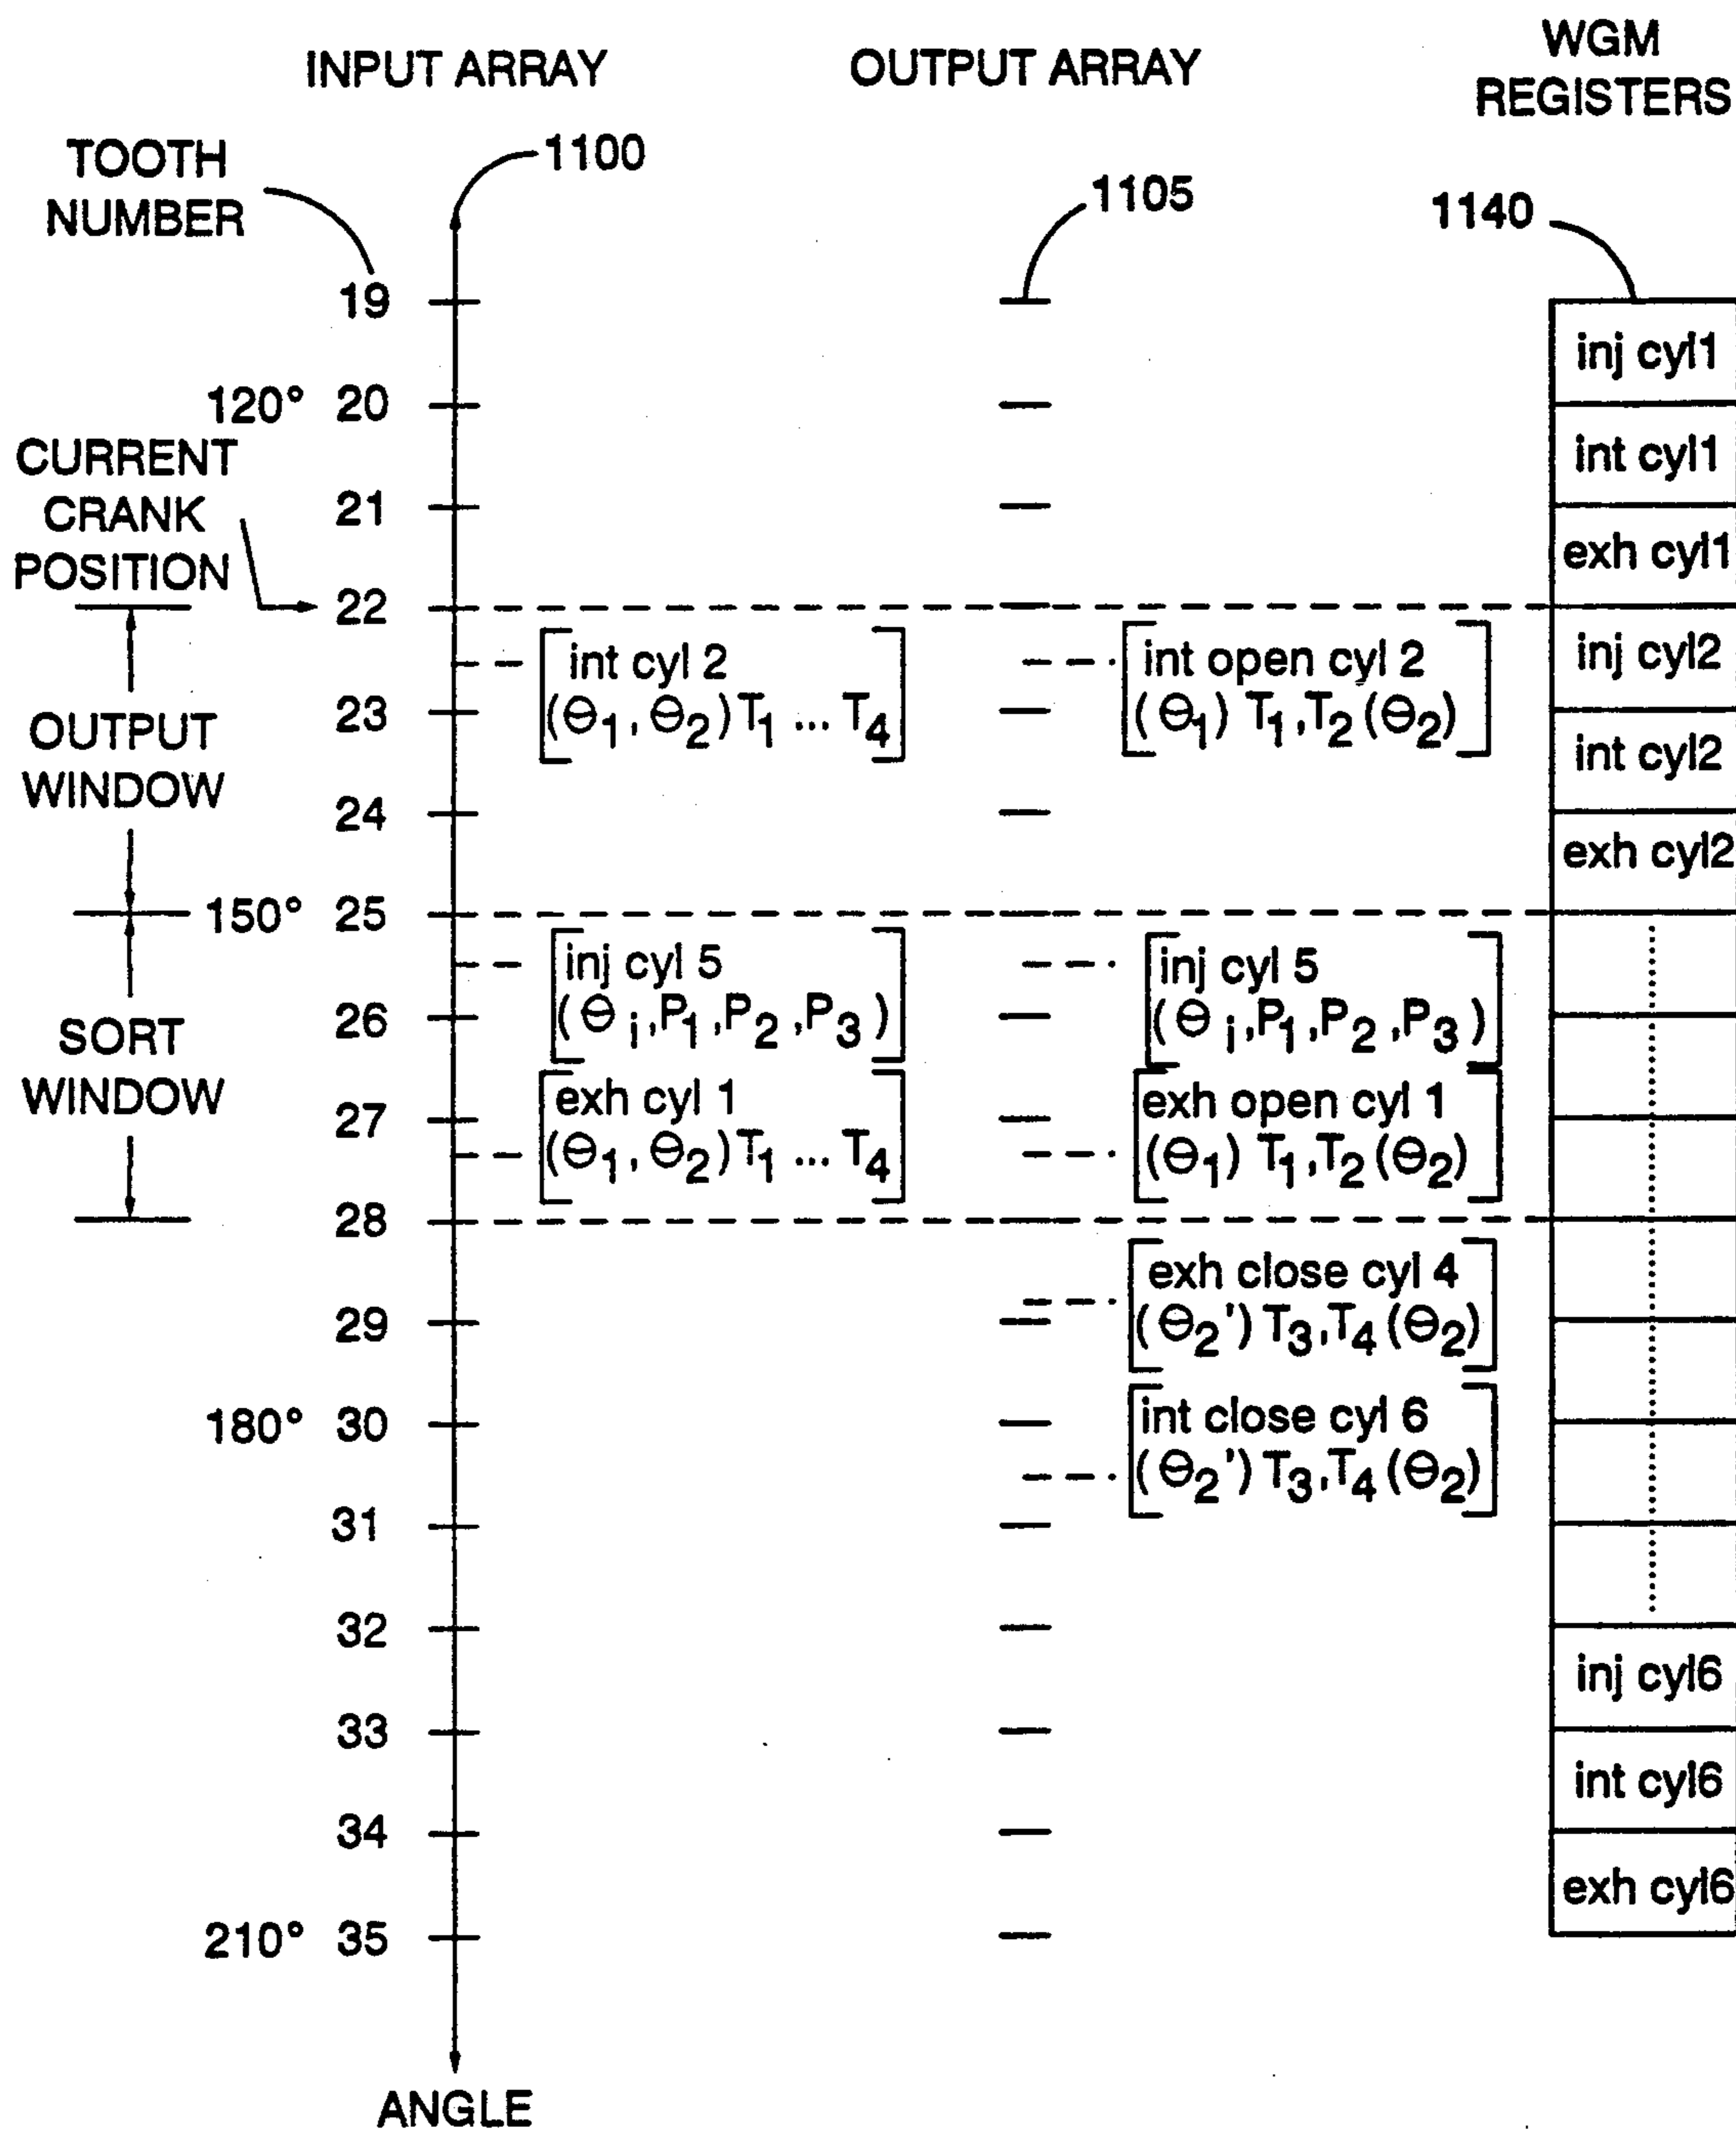 INPUT ARRAY
OUTPUT ARRAY
WGM
REGISTERS
TOOTH
NUMBER
1100
1105
1140
19
120° 20
CURRENT
CRANK
POSITION
21
22
OUTPUT
WINDOW
23
24
150° 25
SORT
WINDOW
26
27
28
29
180° 30
31
32
33
34
210° 35
ANGLE
int cyl 2
(Θ₁, Θ₂) T₁ ... T₄
inj cyl 5
(Θ i, P₁, P₂, P₃)
exh cyl 1
(Θ₁, Θ₂) T₁ ... T₄
int open cyl 2
(Θ₁) T₁, T₂ (Θ₂)
inj cyl 5
(Θ i, P₁, P₂, P₃)
exh open cyl 1
(Θ₁) T₁, T₂ (Θ₂)
exh close cyl 4
(Θ₂') T₃, T₄ (Θ₂)
int close cyl 6
(Θ₂') T₃, T₄ (Θ₂)
inj cyl1
int cyl1
exh cyl1
inj cyl2
int cyl2
exh cyl2
inj cyl6
int cyl6
exh cyl6